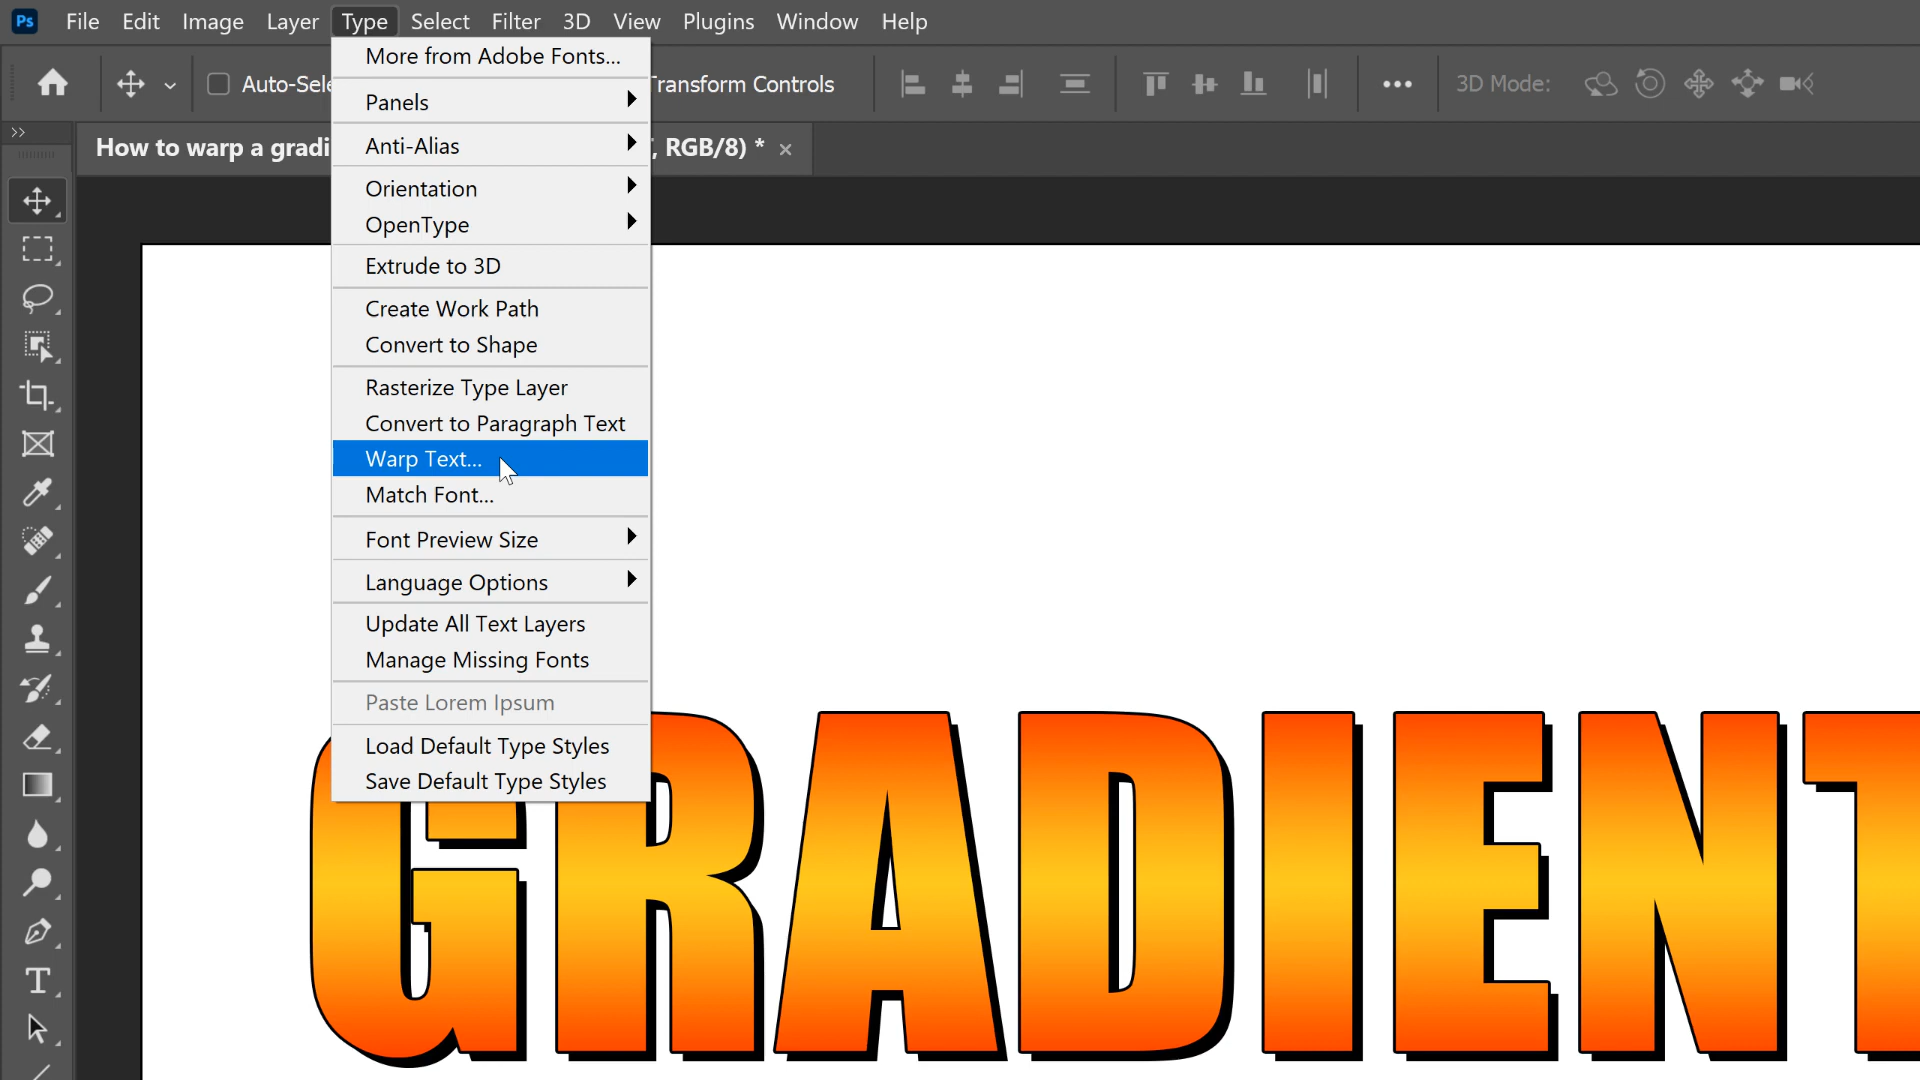 Ps File Edit Image Layer Type Select Filter 3D View Plugins Window Help
Auto-Sele Transform Controls 3D Mode:
How to warp a gradi T, RGB/8) * ×
More from Adobe Fonts...
Panels
Anti-Alias
Orientation
OpenType
Extrude to 3D
Create Work Path
Convert to Shape
Rasterize Type Layer
Convert to Paragraph Text
Warp Text...
Match Font...
Font Preview Size
Language Options
Update All Text Layers
Manage Missing Fonts
Paste Lorem Ipsum
Load Default Type Styles
Save Default Type Styles
GRADIENT